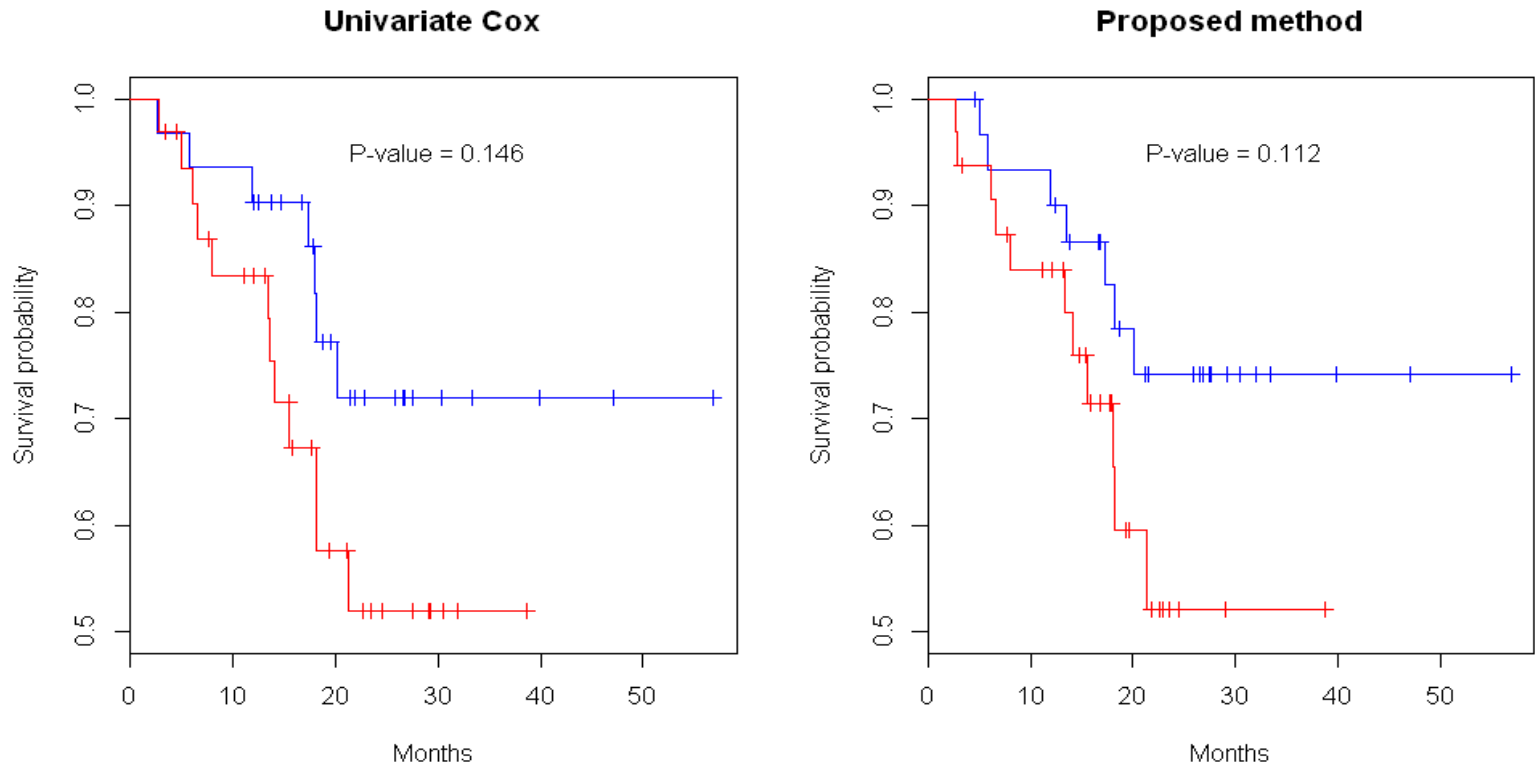 Univariate Cox
P-value = 0.146
Survival probability
1.0
0.9
0.8
0.7
0.6
0.5
0 10 20 30 40 50
Months
Proposed method
P-value = 0.112
Survival probability
1.0
0.9
0.8
0.7
0.6
0.5
0 10 20 30 40 50
Months